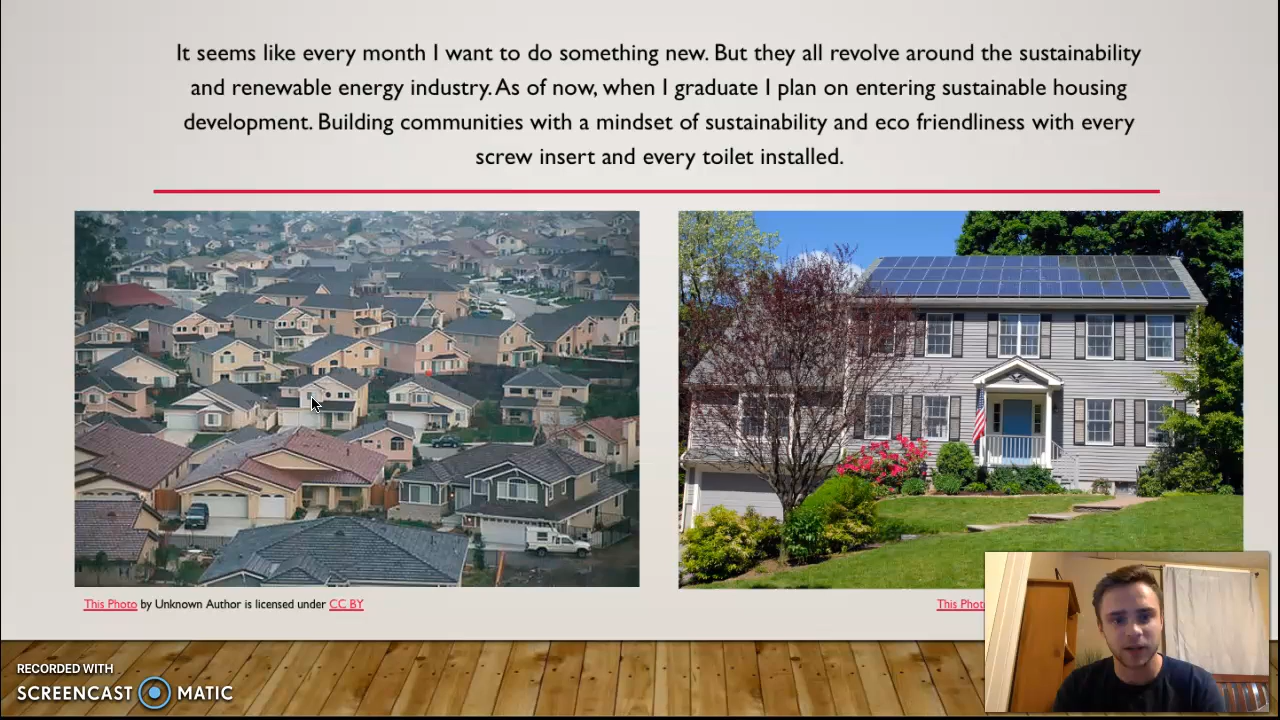 It seems like every month I want to do something new. But they all revolve around the sustainability
and renewable energy industry. As of now, when I graduate I plan on entering sustainable housing
development. Building communities with a mindset of sustainability and eco friendliness with every
screw insert and every toilet installed.
This Photo by Unknown Author is licensed under CC BY
This
RECORDED WITH
SCREENCAST MATIC